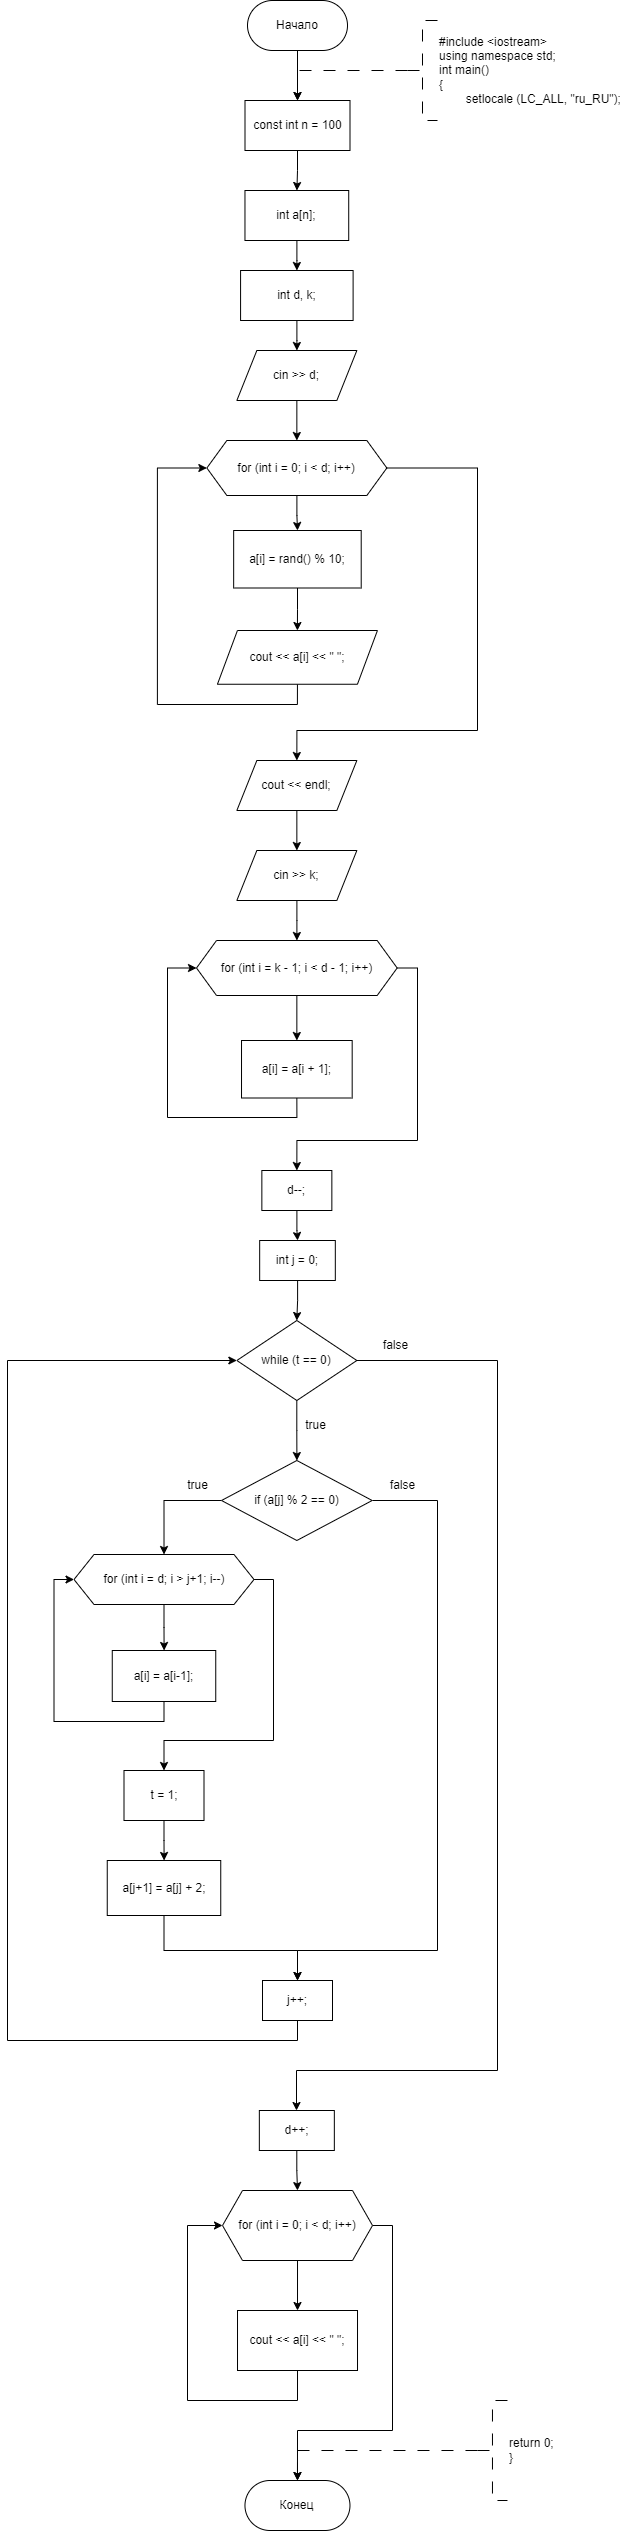 Начало
#include <iostream>
using namespace std;
int main()
{
setlocale (LC_ALL, "ru_RU");
const int n = 100
int a[n];
int d, k;
cin >> d;
for (int i = 0; i < d; i++)
a[i] = rand() % 10;
cout << a[i] << " ";
cout << endl;
cin >> k;
for (int i = k - 1; i < d - 1; i++)
a[i] = a[i + 1];
d--;
int j = 0;
while (t == 0)
false
true
if (a[j] % 2 == 0)
true
false
for (int i = d; i > j+1; i--)
a[i] = a[i-1];
t = 1;
a[j+1] = a[j] + 2;
j++;
d++;
for (int i = 0; i < d; i++)
cout << a[i] << " ";
return 0;
}
Конец